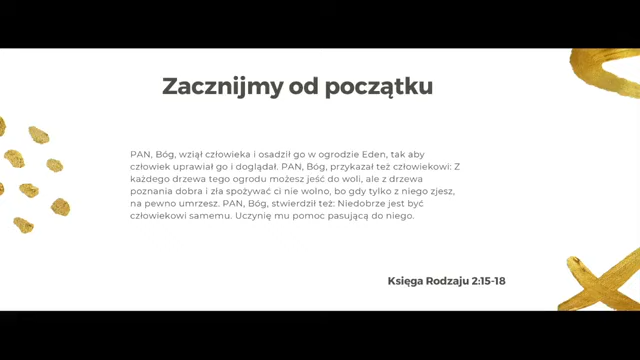 Zacznijmy od początku
PAN, Bóg, wziął człowieka i osadził go w ogrodzie Eden, tak aby
człowiek uprawiał go i doglądał. PAN, Bóg, przykazał też człowiekowi: Z
każdego drzewa tego ogrodu możesz jeść do woli, ale z drzewa
poznania dobra i zła spożywać ci nie wolno, bo gdy tylko z niego zjesz,
na pewno umrzesz. PAN, Bóg, stwierdził też: Niedobrze jest być
człowiekowi samemu. Uczynię mu pomoc pasującą do niego.
Księga Rodzaju 2:15-18